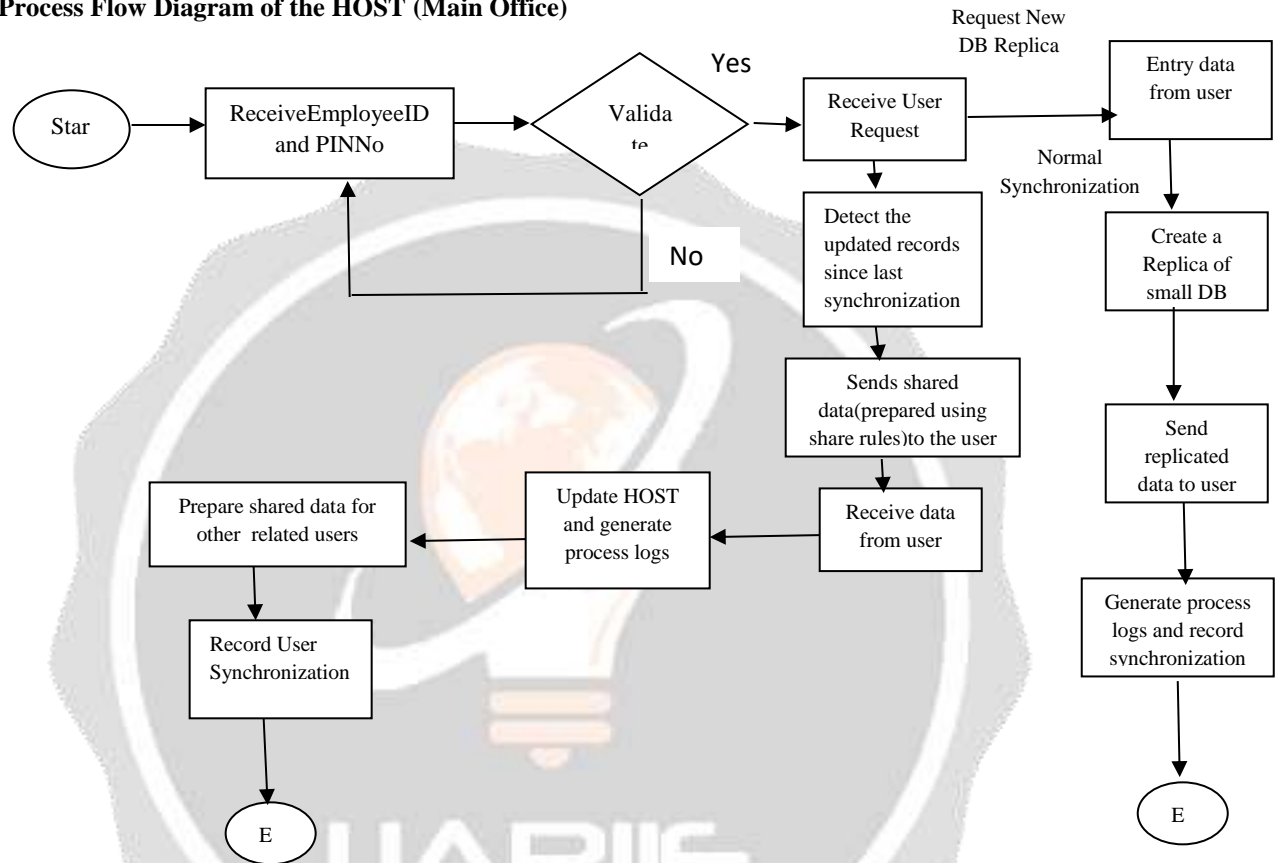 Process Flow Diagram of the HOST (Main Office)
Star
ReceiveEmployeeID
and PINNo
Valida
te
Yes
No
Receive User
Request
Request New
DB Replica
Entry data
from user
Normal
Synchronization
Detect the
updated records
since last
synchronization
Create a
Replica of
small DB
Sends shared
data(prepared using
share rules)to the user
Send
replicated
data to user
Receive data
from user
Update HOST
and generate
process logs
Prepare shared data for
other related users
Record User
Synchronization
Generate process
logs and record
synchronization
E
E